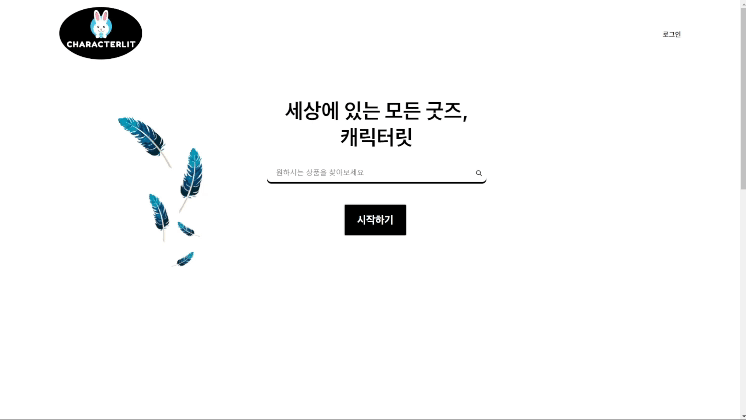 CHARACTERLIT
로그인
세상에 있는 모든 굿즈,
캐릭터릿
원하시는 상품을 찾아보세요
시작하기